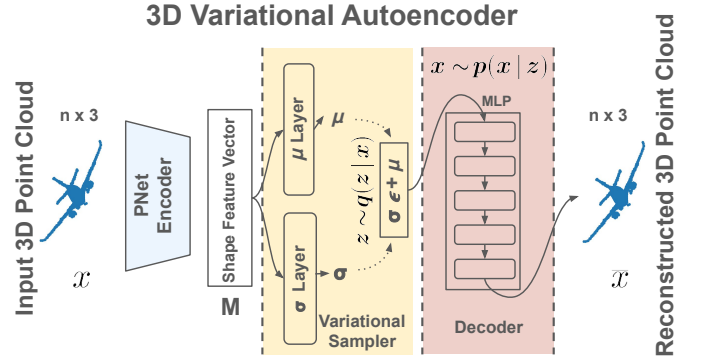 3D Variational Autoencoder
Input 3D Point Cloud
n x 3
x
PNet
Encoder
Shape Feature Vector
M
μ Layer
μ
σ Layer
σ
z ~ q(z | x)
σ ϵ + μ
Variational
Sampler
x ~ p(x | z)
MLP
Decoder
n x 3
x̅
Reconstructed 3D Point Cloud